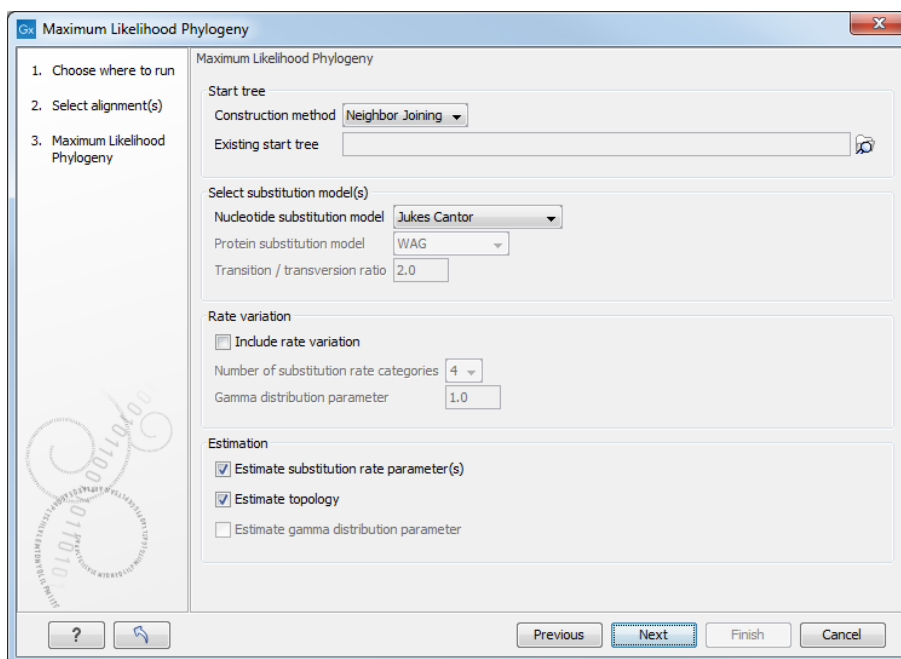 Gx Maximum Likelihood Phylogeny
1. Choose where to run
2. Select alignment(s)
3. Maximum Likelihood
Phylogeny
Maximum Likelihood Phylogeny
Start tree
Construction method Neighbor Joining
Existing start tree
Select substitution model(s)
Nucleotide substitution model Jukes Cantor
Protein substitution model WAG
Transition / transversion ratio 2.0
Rate variation
Include rate variation
Number of substitution rate categories 4
Gamma distribution parameter 1.0
Estimation
Estimate substitution rate parameter(s)
Estimate topology
Estimate gamma distribution parameter
? Previous Next Finish Cancel